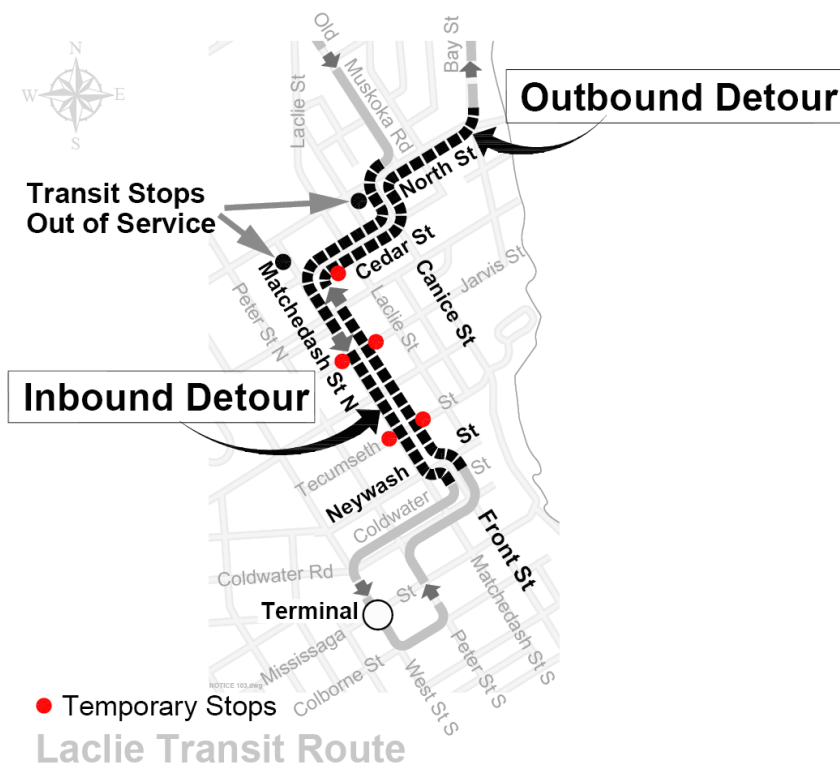 N
W E
S
Old
Muskoka Rd
Bay St
Laclie St
Outbound Detour
North St
Transit Stops
Out of Service
Cedar St
Canice St
Jarvis St
Laclie St
Peter St N
Matchedash St N
Inbound Detour
Tecumseth St
Neywash St
Coldwater St
Front St
Coldwater Rd
Matchedash St S
Terminal
Mississaga St
Peter St S
Colborne St
West St S
NOTICE 163.dwg
Temporary Stops
Laclie Transit Route